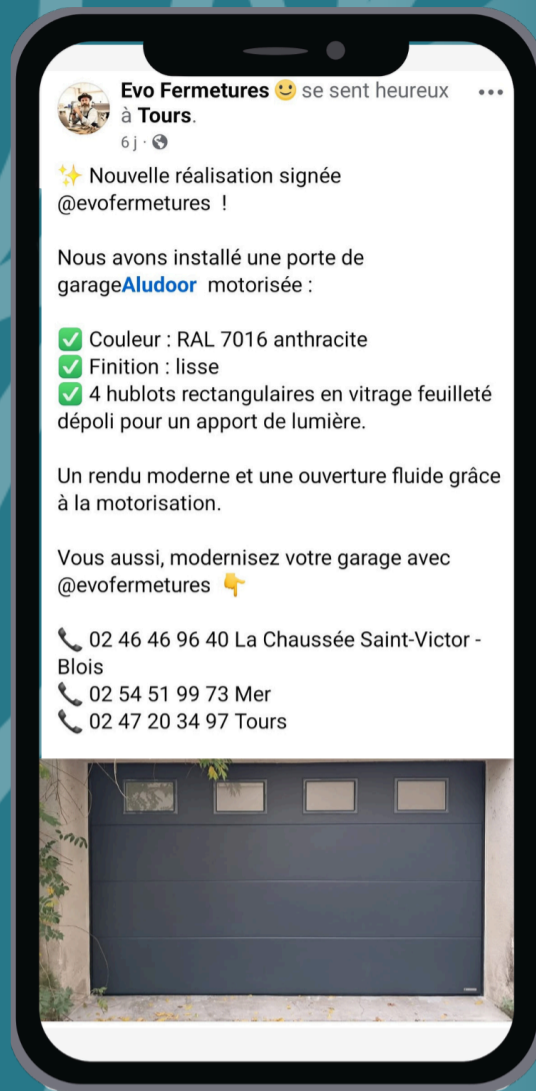 Evo Fermetures 🙂 se sent heureux
à Tours.
6 j ·
✨ Nouvelle réalisation signée
@evofermetures !
Nous avons installé une porte de
garageAludoor motorisée :
✅ Couleur : RAL 7016 anthracite
✅ Finition : lisse
✅ 4 hublots rectangulaires en vitrage feuilleté
dépoli pour un apport de lumière.
Un rendu moderne et une ouverture fluide grâce
à la motorisation.
Vous aussi, modernisez votre garage avec
@evofermetures 👇
📞 02 46 46 96 40 La Chaussée Saint-Victor -
Blois
📞 02 54 51 99 73 Mer
📞 02 47 20 34 97 Tours